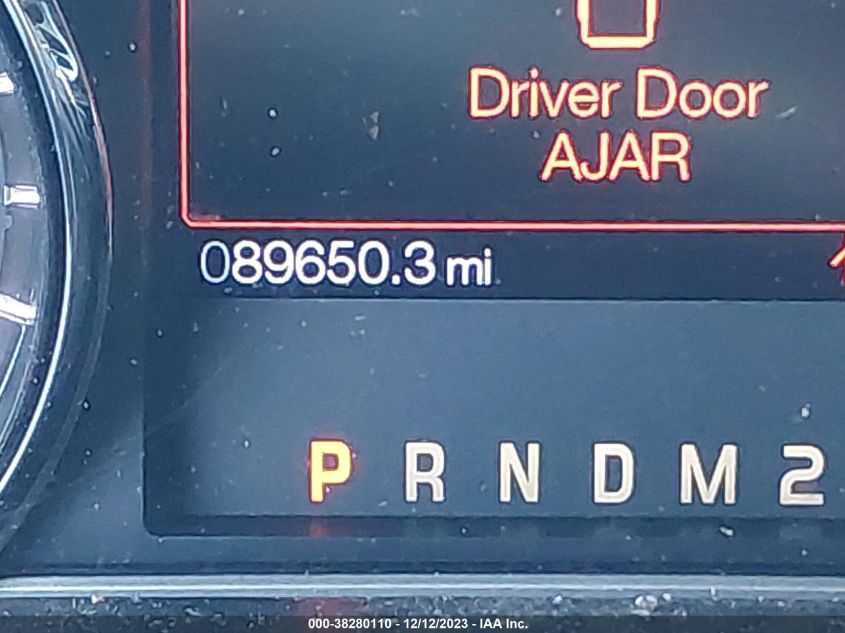 Driver Door
AJAR
089650.3 mi
P R N D M 2
000-38280110 - 12/12/2023 - IAA Inc.